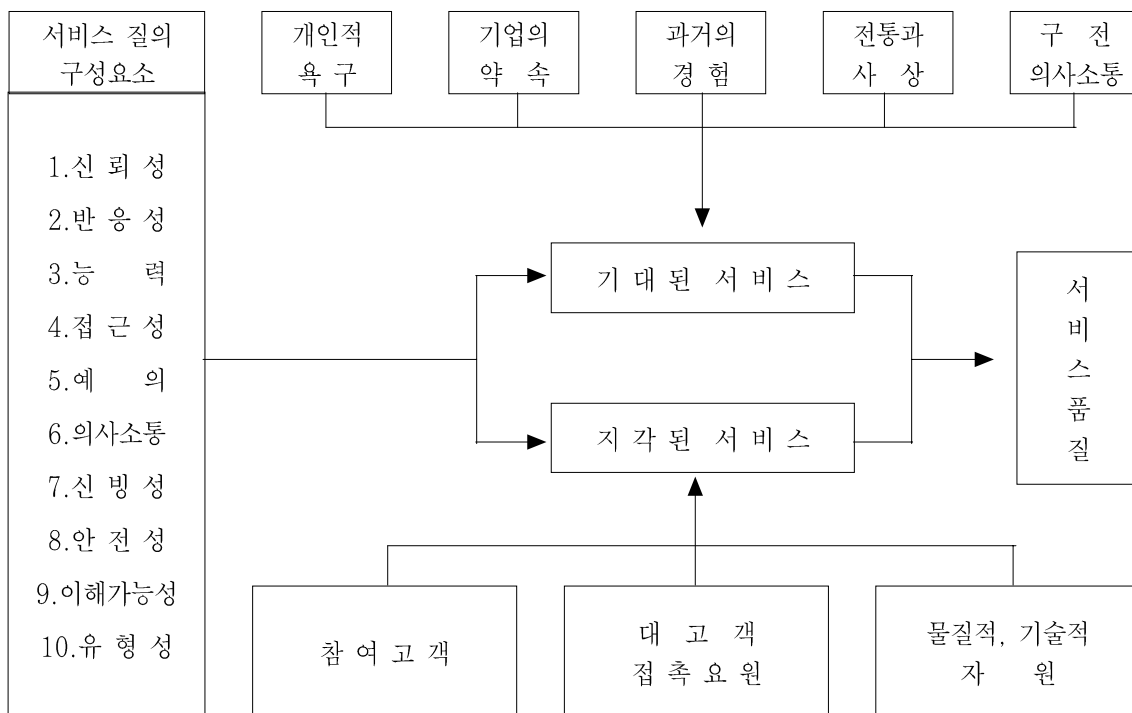 서비스 질의
구성요소
1.신 뢰 성
2.반 응 성
3.능 력
4.접 근 성
5.예 의
6.의사소통
7.신 빙 성
8.안 전 성
9.이해가능성
10.유 형 성
개인적
욕 구
기업의
약 속
과거의
경 험
전통과
사 상
구 전
의사소통
기 대 된 서 비 스
지 각 된 서 비 스
서
비
스
품
질
참 여 고 객
대 고 객
접 촉 요 원
물질적, 기술적
자 원